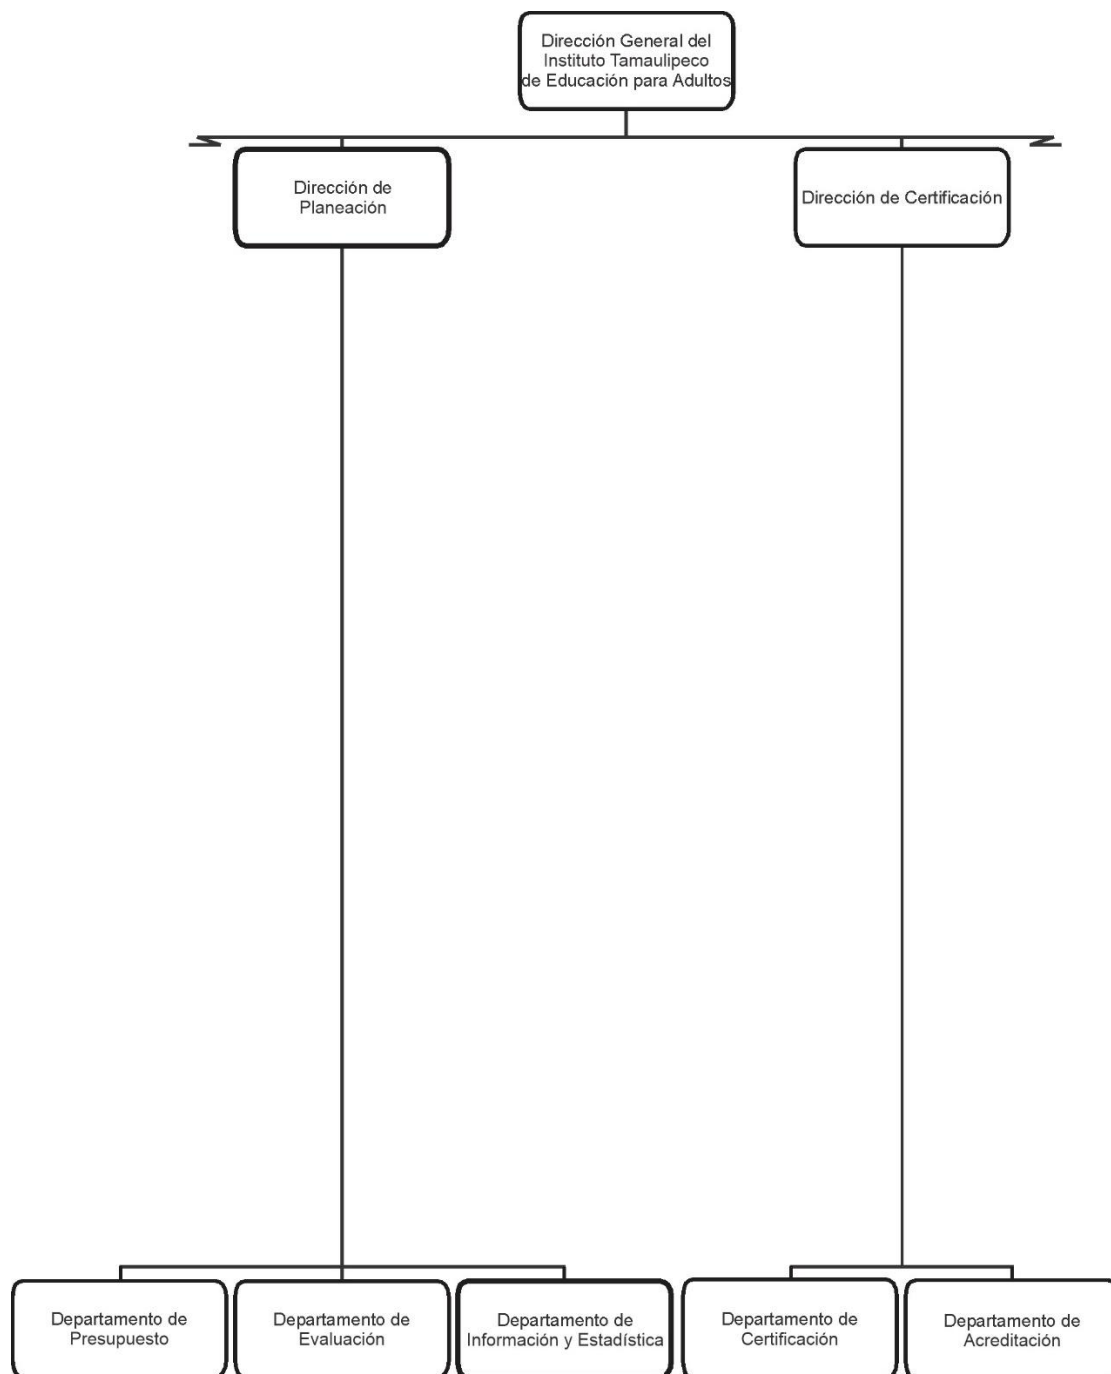 Dirección General del
Instituto Tamaulipeco
de Educación para Adultos
Dirección de
Planeación
Dirección de Certificación
Departamento de
Presupuesto
Departamento de
Evaluación
Departamento de
Información y Estadística
Departamento de
Certificación
Departamento de
Acreditación